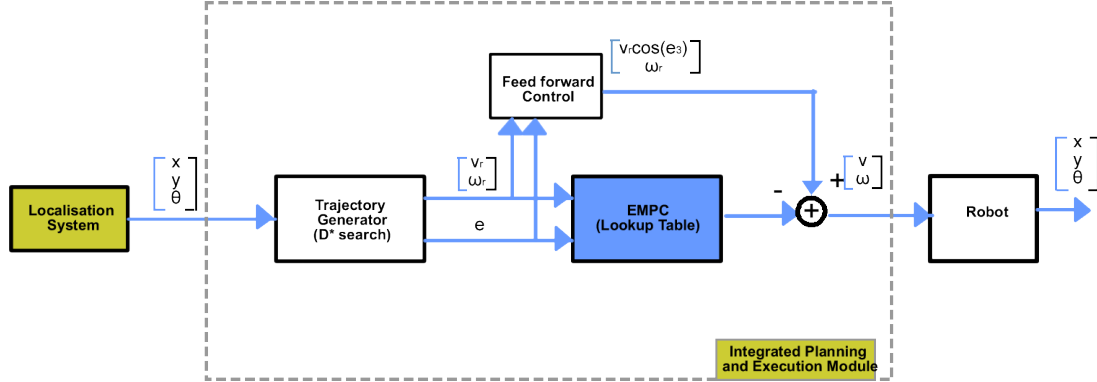 [vᵣcos(e₃)
ωᵣ]
Feed forward
Control
[x
y
θ]
[vᵣ
ωᵣ]
[v
ω]
[x
y
θ]
Localisation
System
Trajectory
Generator
(D* search)
e
EMPC
(Lookup Table)
-
+
+
Robot
Integrated Planning
and Execution Module